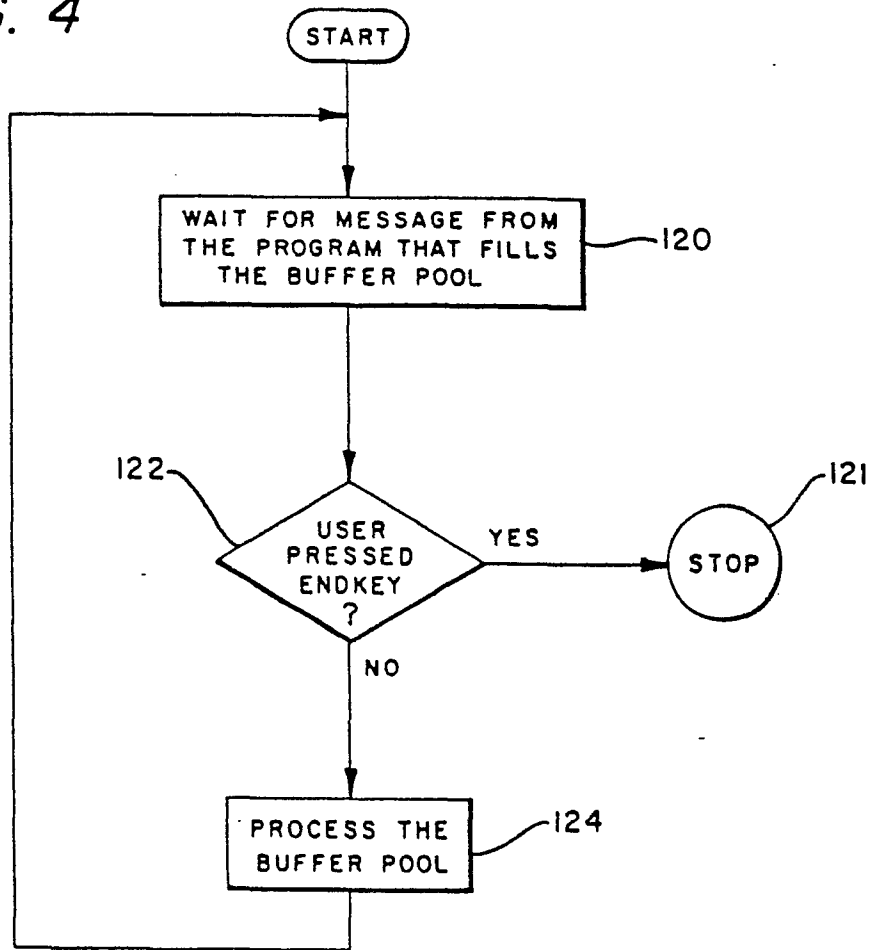 . 4
START
WAIT FOR MESSAGE FROM
THE PROGRAM THAT FILLS
THE BUFFER POOL
120
122
USER
PRESSED
ENDKEY
?
YES
121
STOP
NO
PROCESS THE
BUFFER POOL
124